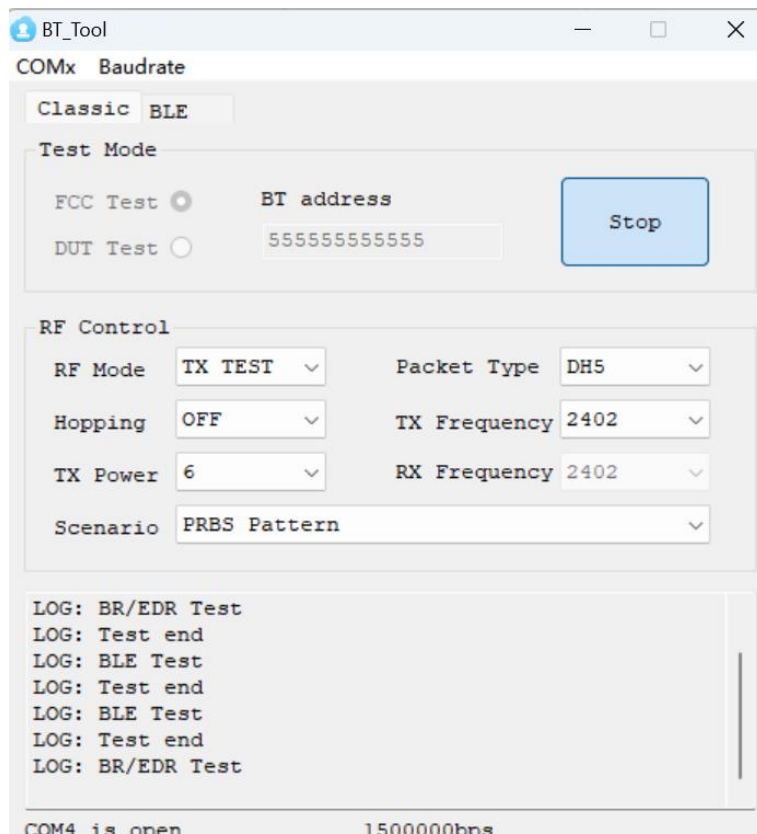 BT_Tool
COMx Baudrate
Classic BLE
Test Mode
FCC Test
BT address
Stop
DUT Test
555555555555
RF Control
RF Mode TX TEST Packet Type DH5
Hopping OFF TX Frequency 2402
TX Power 6 RX Frequency 2402
Scenario PRBS Pattern
LOG: BR/EDR Test
LOG: Test end
LOG: BLE Test
LOG: Test end
LOG: BLE Test
LOG: Test end
LOG: BR/EDR Test
COM4 is open 1500000bps